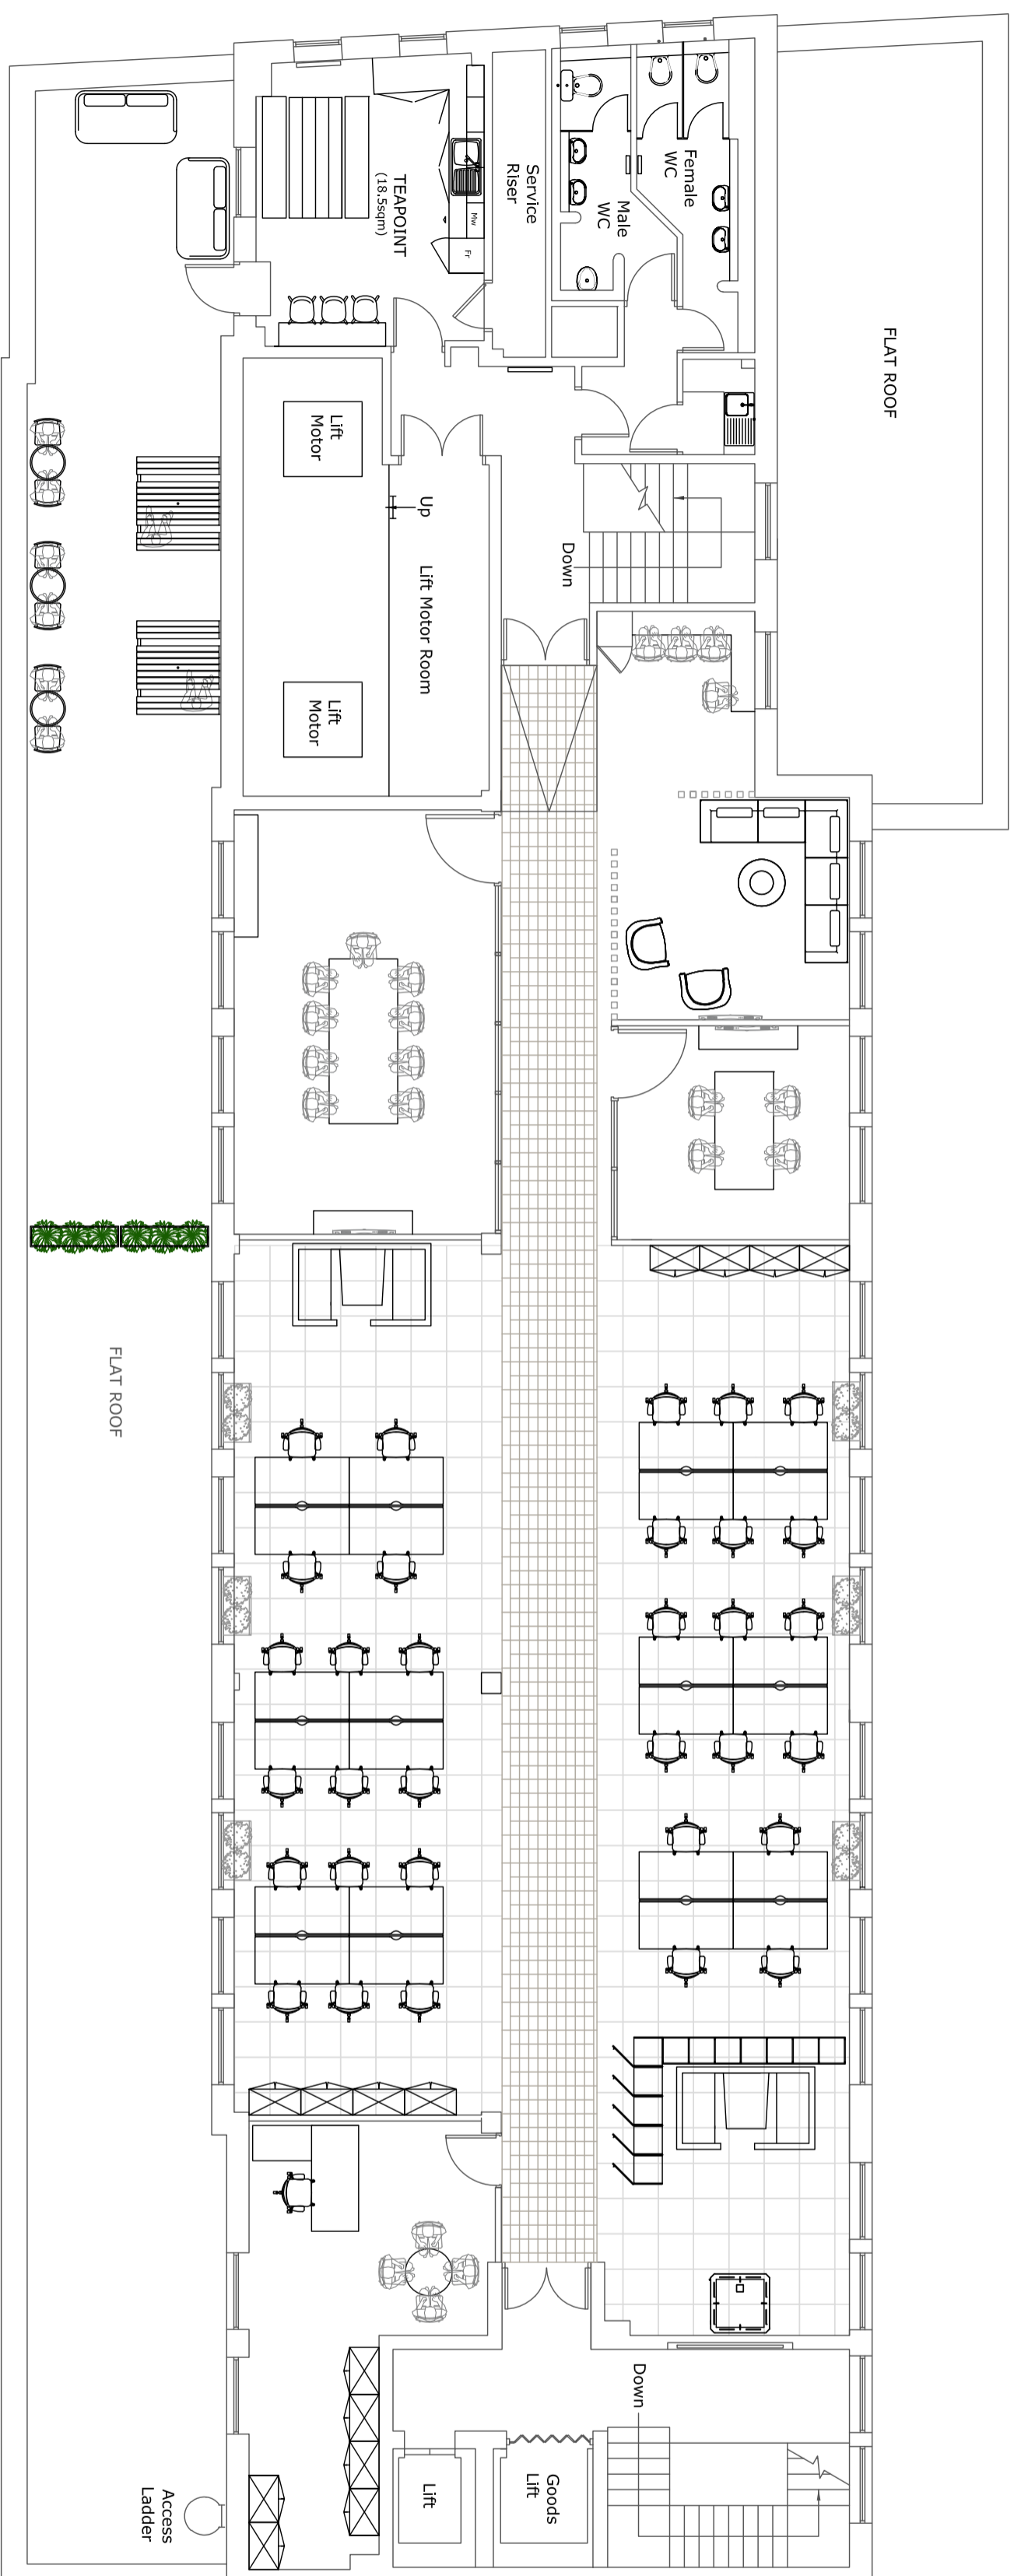 FLAT ROOF
Female
WC
Male
WC
Service
Riser
TEAPOINT
(18.5sqm)
Mw
Fr
Lift
Motor
Up
Down
Lift Motor Room
Lift
Motor
FLAT ROOF
Down
Goods
Lift
Lift
Access
Ladder